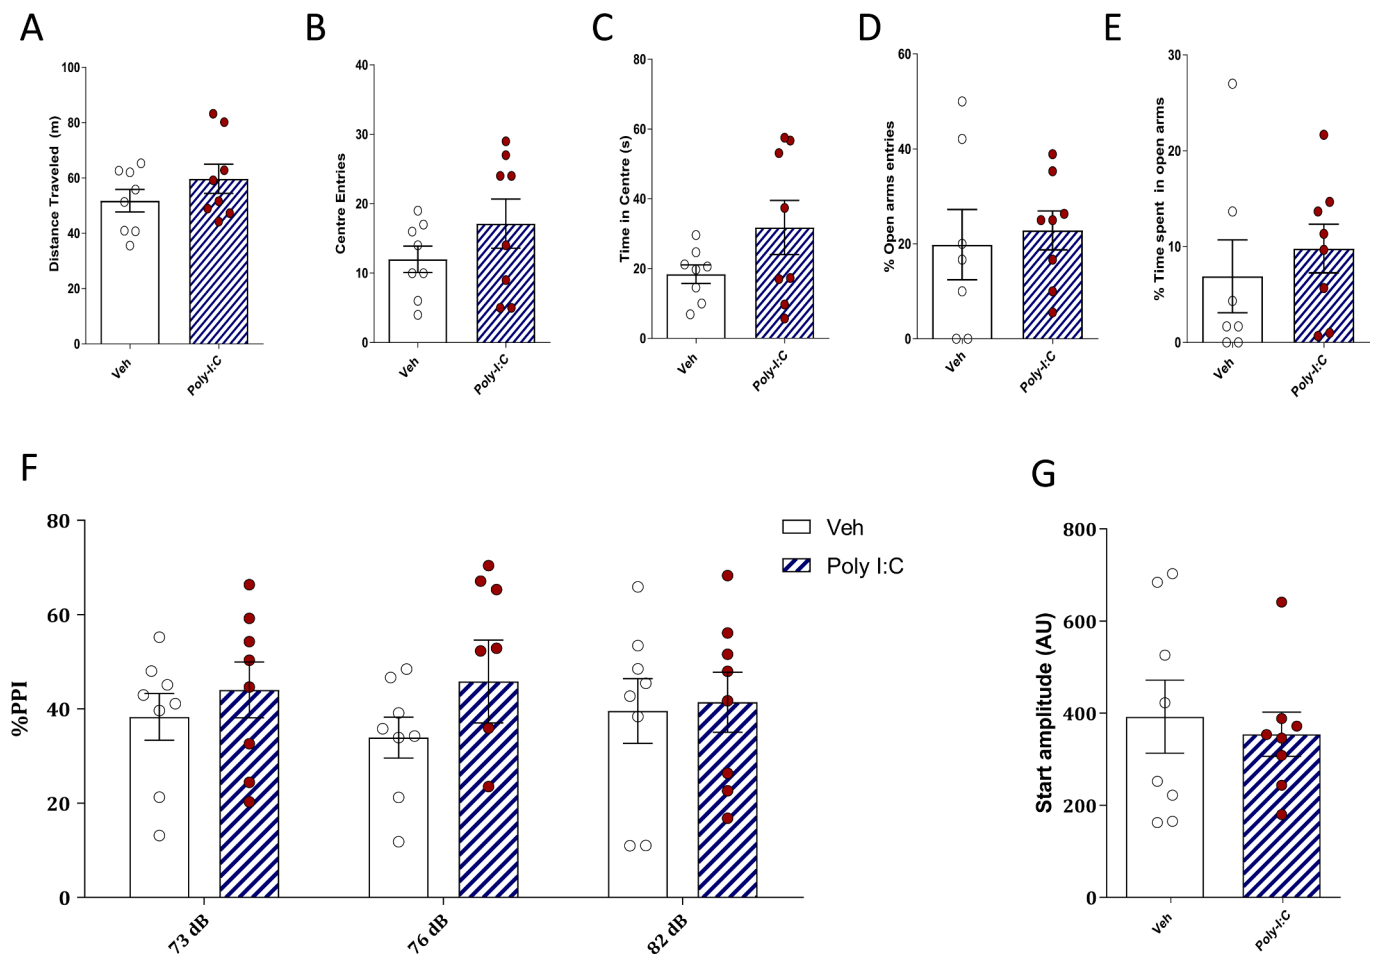 A
B
C
D
E
Distance Traveled (m)
100
80
60
40
20
0
Veh
Poly-I:C
Centre Entries
40
30
20
10
0
Veh
Poly-I:C
Time in Centre (s)
80
60
40
20
0
Veh
Poly-I:C
% Open arms entries
60
40
20
0
Veh
Poly-I:C
% Time spent in open arms
30
20
10
0
Veh
Poly-I:C
F
%PPI
80
60
40
20
0
73 dB
76 dB
82 dB
Veh
Poly I:C
G
Start amplitude (AU)
800
600
400
200
0
Veh
Poly-I:C